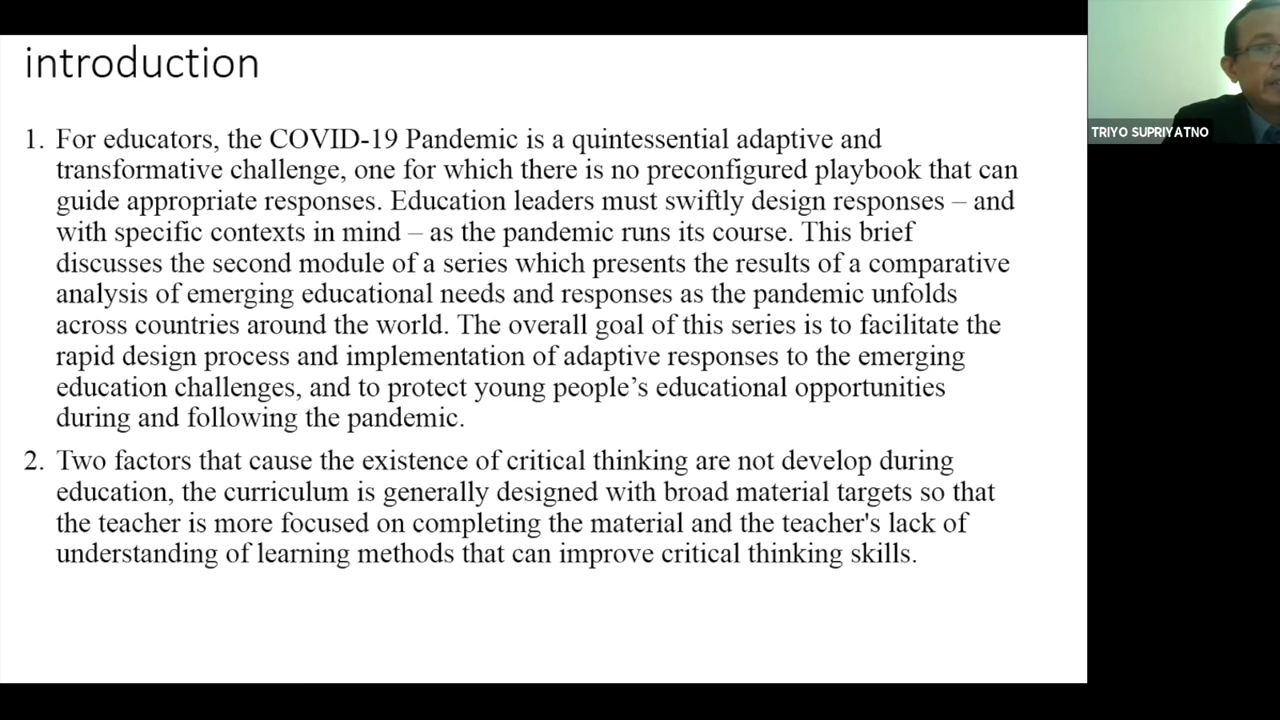 introduction
1. For educators, the COVID-19 Pandemic is a quintessential adaptive and
transformative challenge, one for which there is no preconfigured playbook that can
guide appropriate responses. Education leaders must swiftly design responses – and
with specific contexts in mind – as the pandemic runs its course. This brief
discusses the second module of a series which presents the results of a comparative
analysis of emerging educational needs and responses as the pandemic unfolds
across countries around the world. The overall goal of this series is to facilitate the
rapid design process and implementation of adaptive responses to the emerging
education challenges, and to protect young people’s educational opportunities
during and following the pandemic.
2. Two factors that cause the existence of critical thinking are not develop during
education, the curriculum is generally designed with broad material targets so that
the teacher is more focused on completing the material and the teacher's lack of
understanding of learning methods that can improve critical thinking skills.
TRIYO SUPRIYATNO